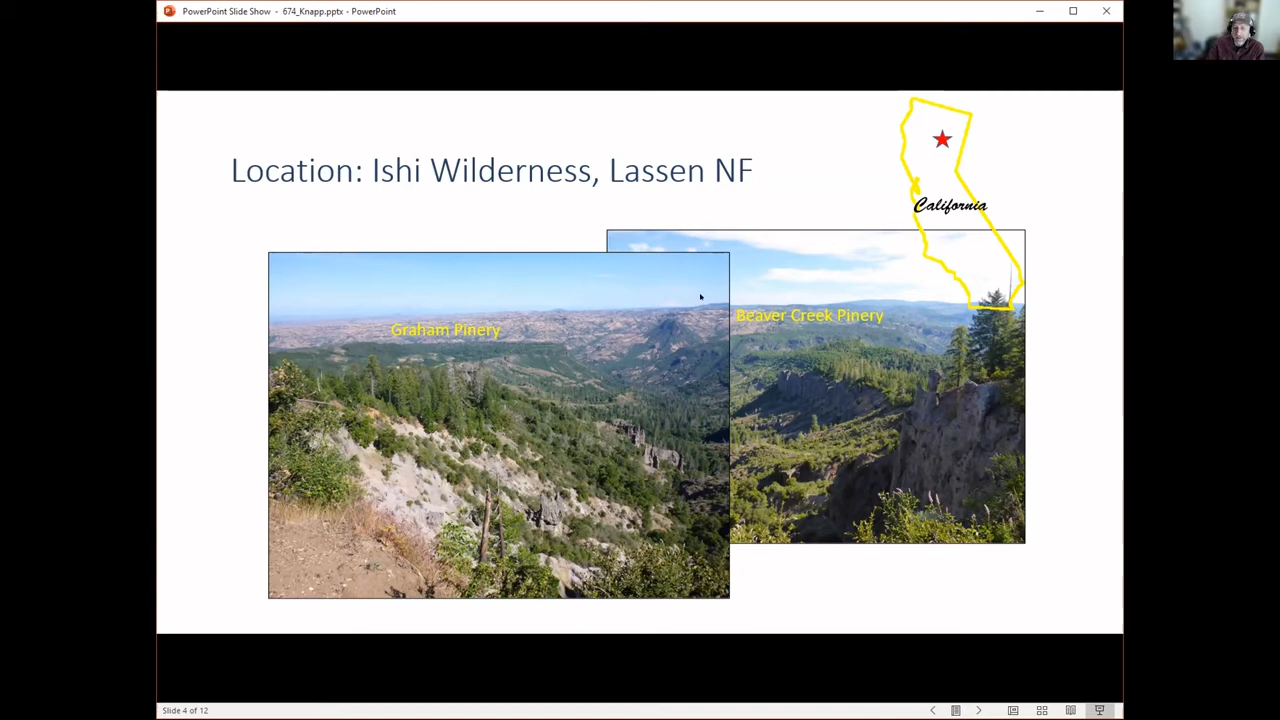 PowerPoint Slide Show - 674_Knapp.pptx - PowerPoint
Location: Ishi Wilderness, Lassen NF
California
Graham Pinery
Beaver Creek Pinery
Slide 4 of 12